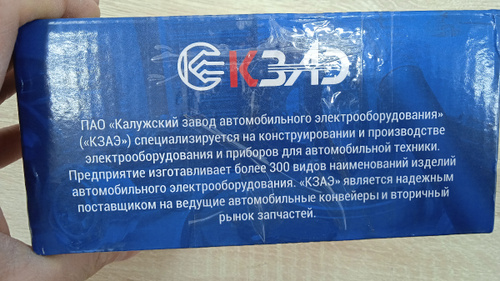 КЗАЭ
ПАО «Калужский завод автомобильного электрооборудования»
(«КЗАЭ») специализируется на конструировании и производстве
электрооборудования и приборов для автомобильной техники.
Предприятие изготавливает более 300 видов наименований изделий
автомобильного электрооборудования. «КЗАЭ» является надежным
поставщиком на ведущие автомобильные конвейеры и вторичный
рынок запчастей.